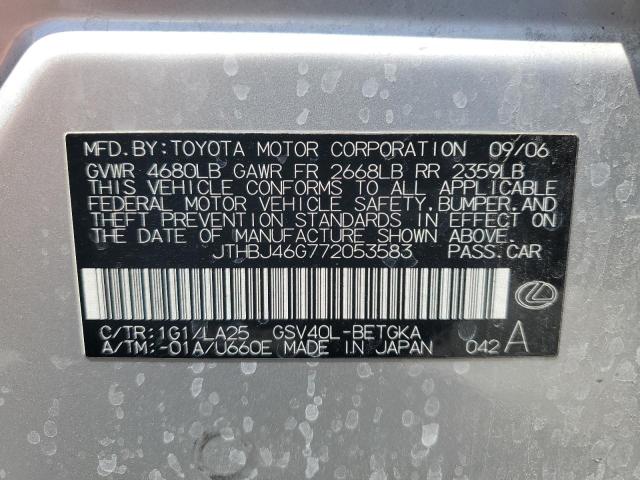 MFD. BY: TOYOTA MOTOR CORPORATION 09/06
GVWR 4680LB GAWR FR 2668LB RR 2359LB
THIS VEHICLE CONFORMS TO ALL APPLICABLE
FEDERAL MOTOR VEHICLE SAFETY, BUMPER, AND
THEFT PREVENTION STANDARDS IN EFFECT ON
THE DATE OF MANUFACTURE SHOWN ABOVE.
JTHBJ46G772053583 PASS. CAR
C/TR: 1G1/LA25 GSV40L-BETGKA
A/TM: -01A/U660E MADE IN JAPAN 042 A